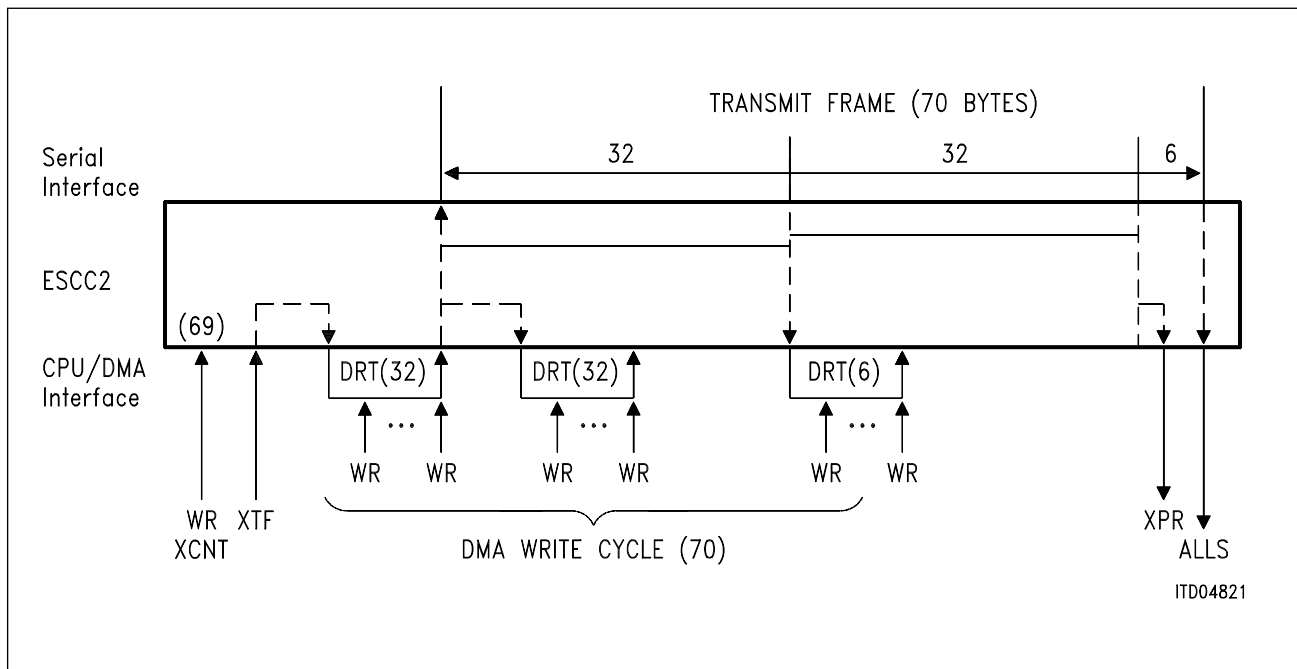 TRANSMIT FRAME (70 BYTES)
Serial
Interface
32
32
6
ESCC2
(69)
CPU/DMA
Interface
DRT(32)
DRT(32)
DRT(6)
...
...
...
WR
WR
WR
WR
WR
WR
WR
XCNT
XTF
DMA WRITE CYCLE (70)
XPR
ALLS
ITD04821